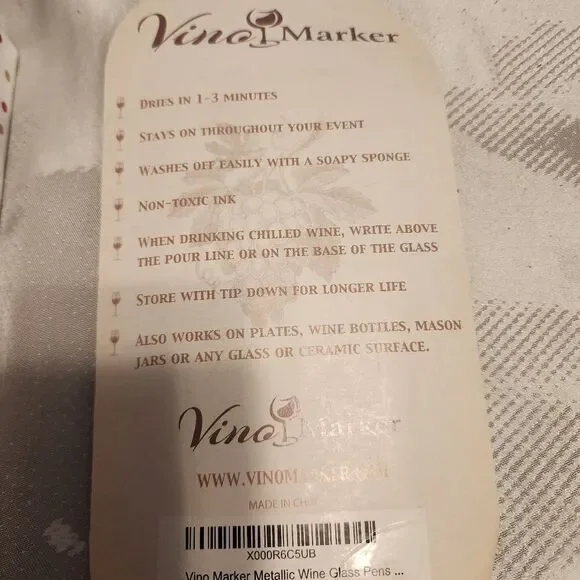 Vino Marker
DRIES IN 1-3 MINUTES
STAYS ON THROUGHOUT YOUR EVENT
WASHES OFF EASILY WITH A SOAPY SPONGE
NON-TOXIC INK
WHEN DRINKING CHILLED WINE, WRITE ABOVE
THE POUR LINE OR ON THE BASE OF THE GLASS
STORE WITH TIP DOWN FOR LONGER LIFE
ALSO WORKS ON PLATES, WINE BOTTLES, MASON
JARS OR ANY GLASS OR CERAMIC SURFACE.
Vino Marker
MADE IN
X000R6C5UB
Vino Marker Metallic Wine Glass Pens ...